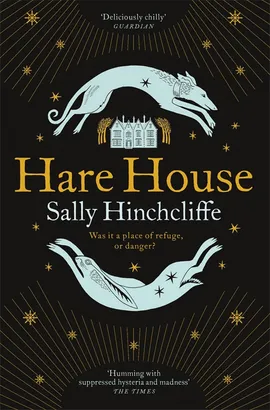 'Deliciously chilly'
GUARDIAN
Hare House
Sally Hinchcliffe
Was it a place of refuge,
or danger?
'Humming with
suppressed hysteria and madness'
THE TIMES